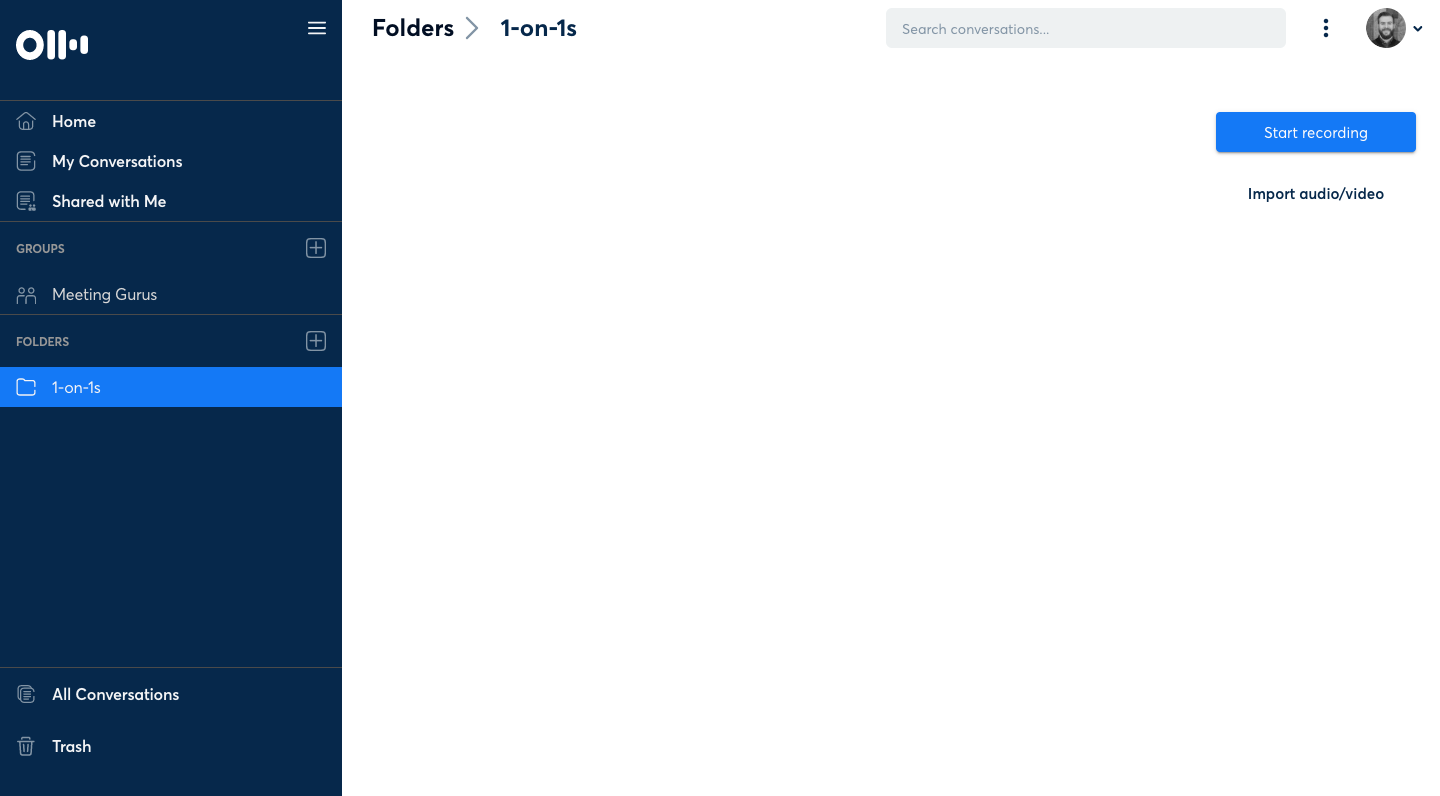 Folders
1-on-1s
Search conversations...
Home
My Conversations
Shared with Me
GROUPS
Meeting Gurus
FOLDERS
1-on-1s
All Conversations
Trash
Start recording
Import audio/video